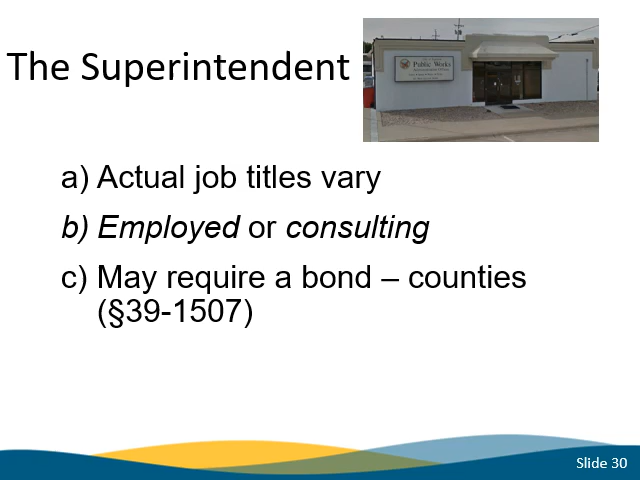 The Superintendent
Public Works
a) Actual job titles vary
b) Employed or consulting
c) May require a bond – counties
(§39-1507)
Slide 30